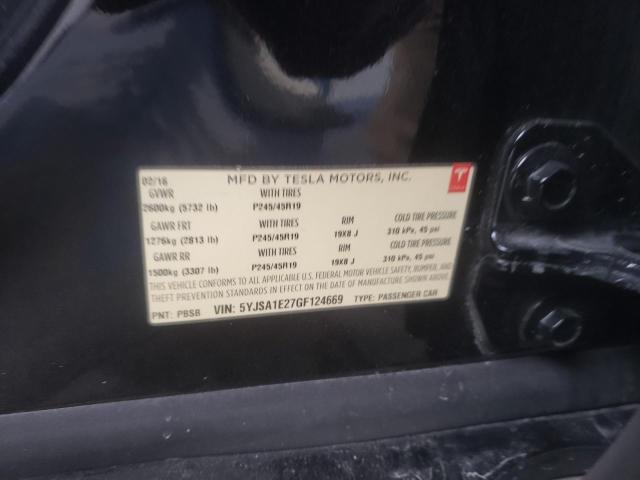 02/16 MFD BY TESLA MOTORS, INC.
GVWR WITH TIRES
2600kg (5732 lb) P245/45R19
GAWR FRT WITH TIRES RIM COLD TIRE PRESSURE
1276kg (2813 lb) P245/45R19 19X8 J 310 kPa, 45 psi
GAWR RR WITH TIRES RIM COLD TIRE PRESSURE
1500kg (3307 lb) P245/45R19 19X8 J 310 kPa, 45 psi
THIS VEHICLE CONFORMS TO ALL APPLICABLE U.S. FEDERAL MOTOR VEHICLE SAFETY, BUMPER, AND
THEFT PREVENTION STANDARDS IN EFFECT ON THE DATE OF MANUFACTURE SHOWN ABOVE.
PNT: PBSB VIN: 5YJSA1E27GF124669 TYPE: PASSENGER CAR